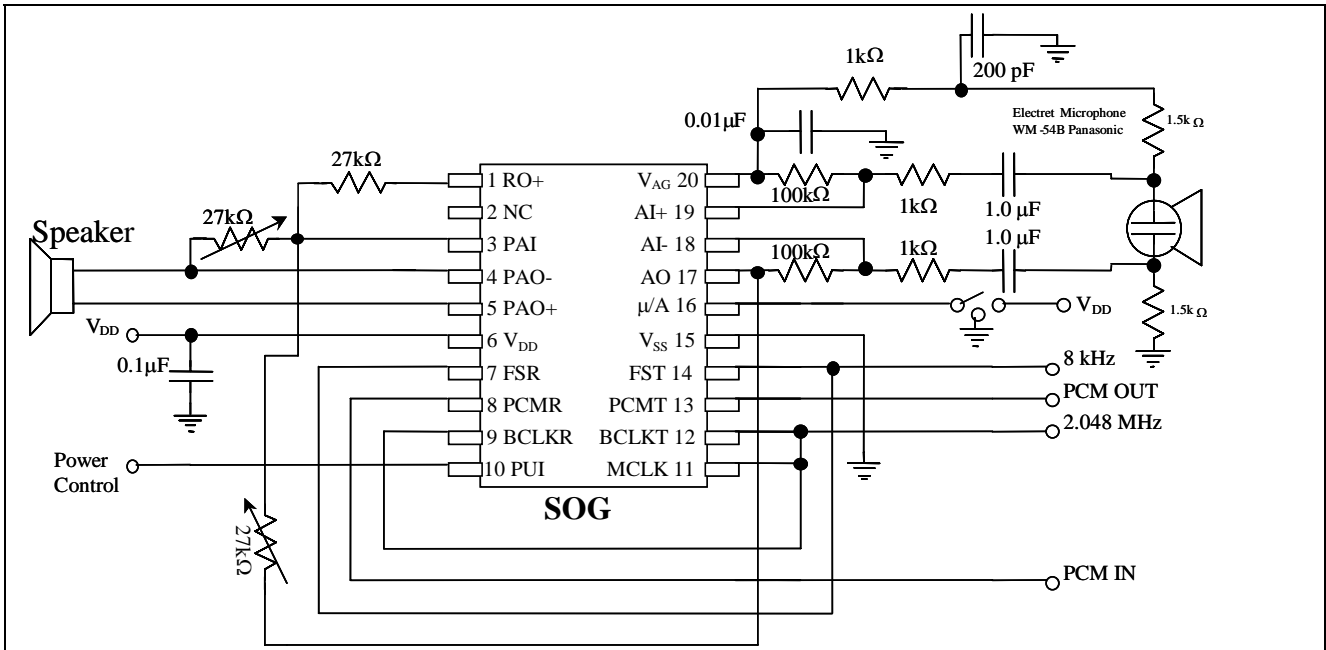 1kΩ
200 pF
Electret Microphone
WM -54B Panasonic
1.5k Ω
0.01μF
27kΩ
27kΩ
Speaker
1 RO+
2 NC
3 PAI
4 PAO-
5 PAO+
6 VDD
7 FSR
8 PCMR
9 BCLKR
10 PUI
VAG 20
AI+ 19
AI- 18
AO 17
μ/A 16
VSS 15
FST 14
PCMT 13
BCLKT 12
MCLK 11
SOG
100kΩ
1kΩ
1.0 μF
1.0 μF
100kΩ
1kΩ
VDD
1.5k Ω
VDD
0.1μF
8 kHz
PCM OUT
2.048 MHz
Power
Control
27kΩ
PCM IN